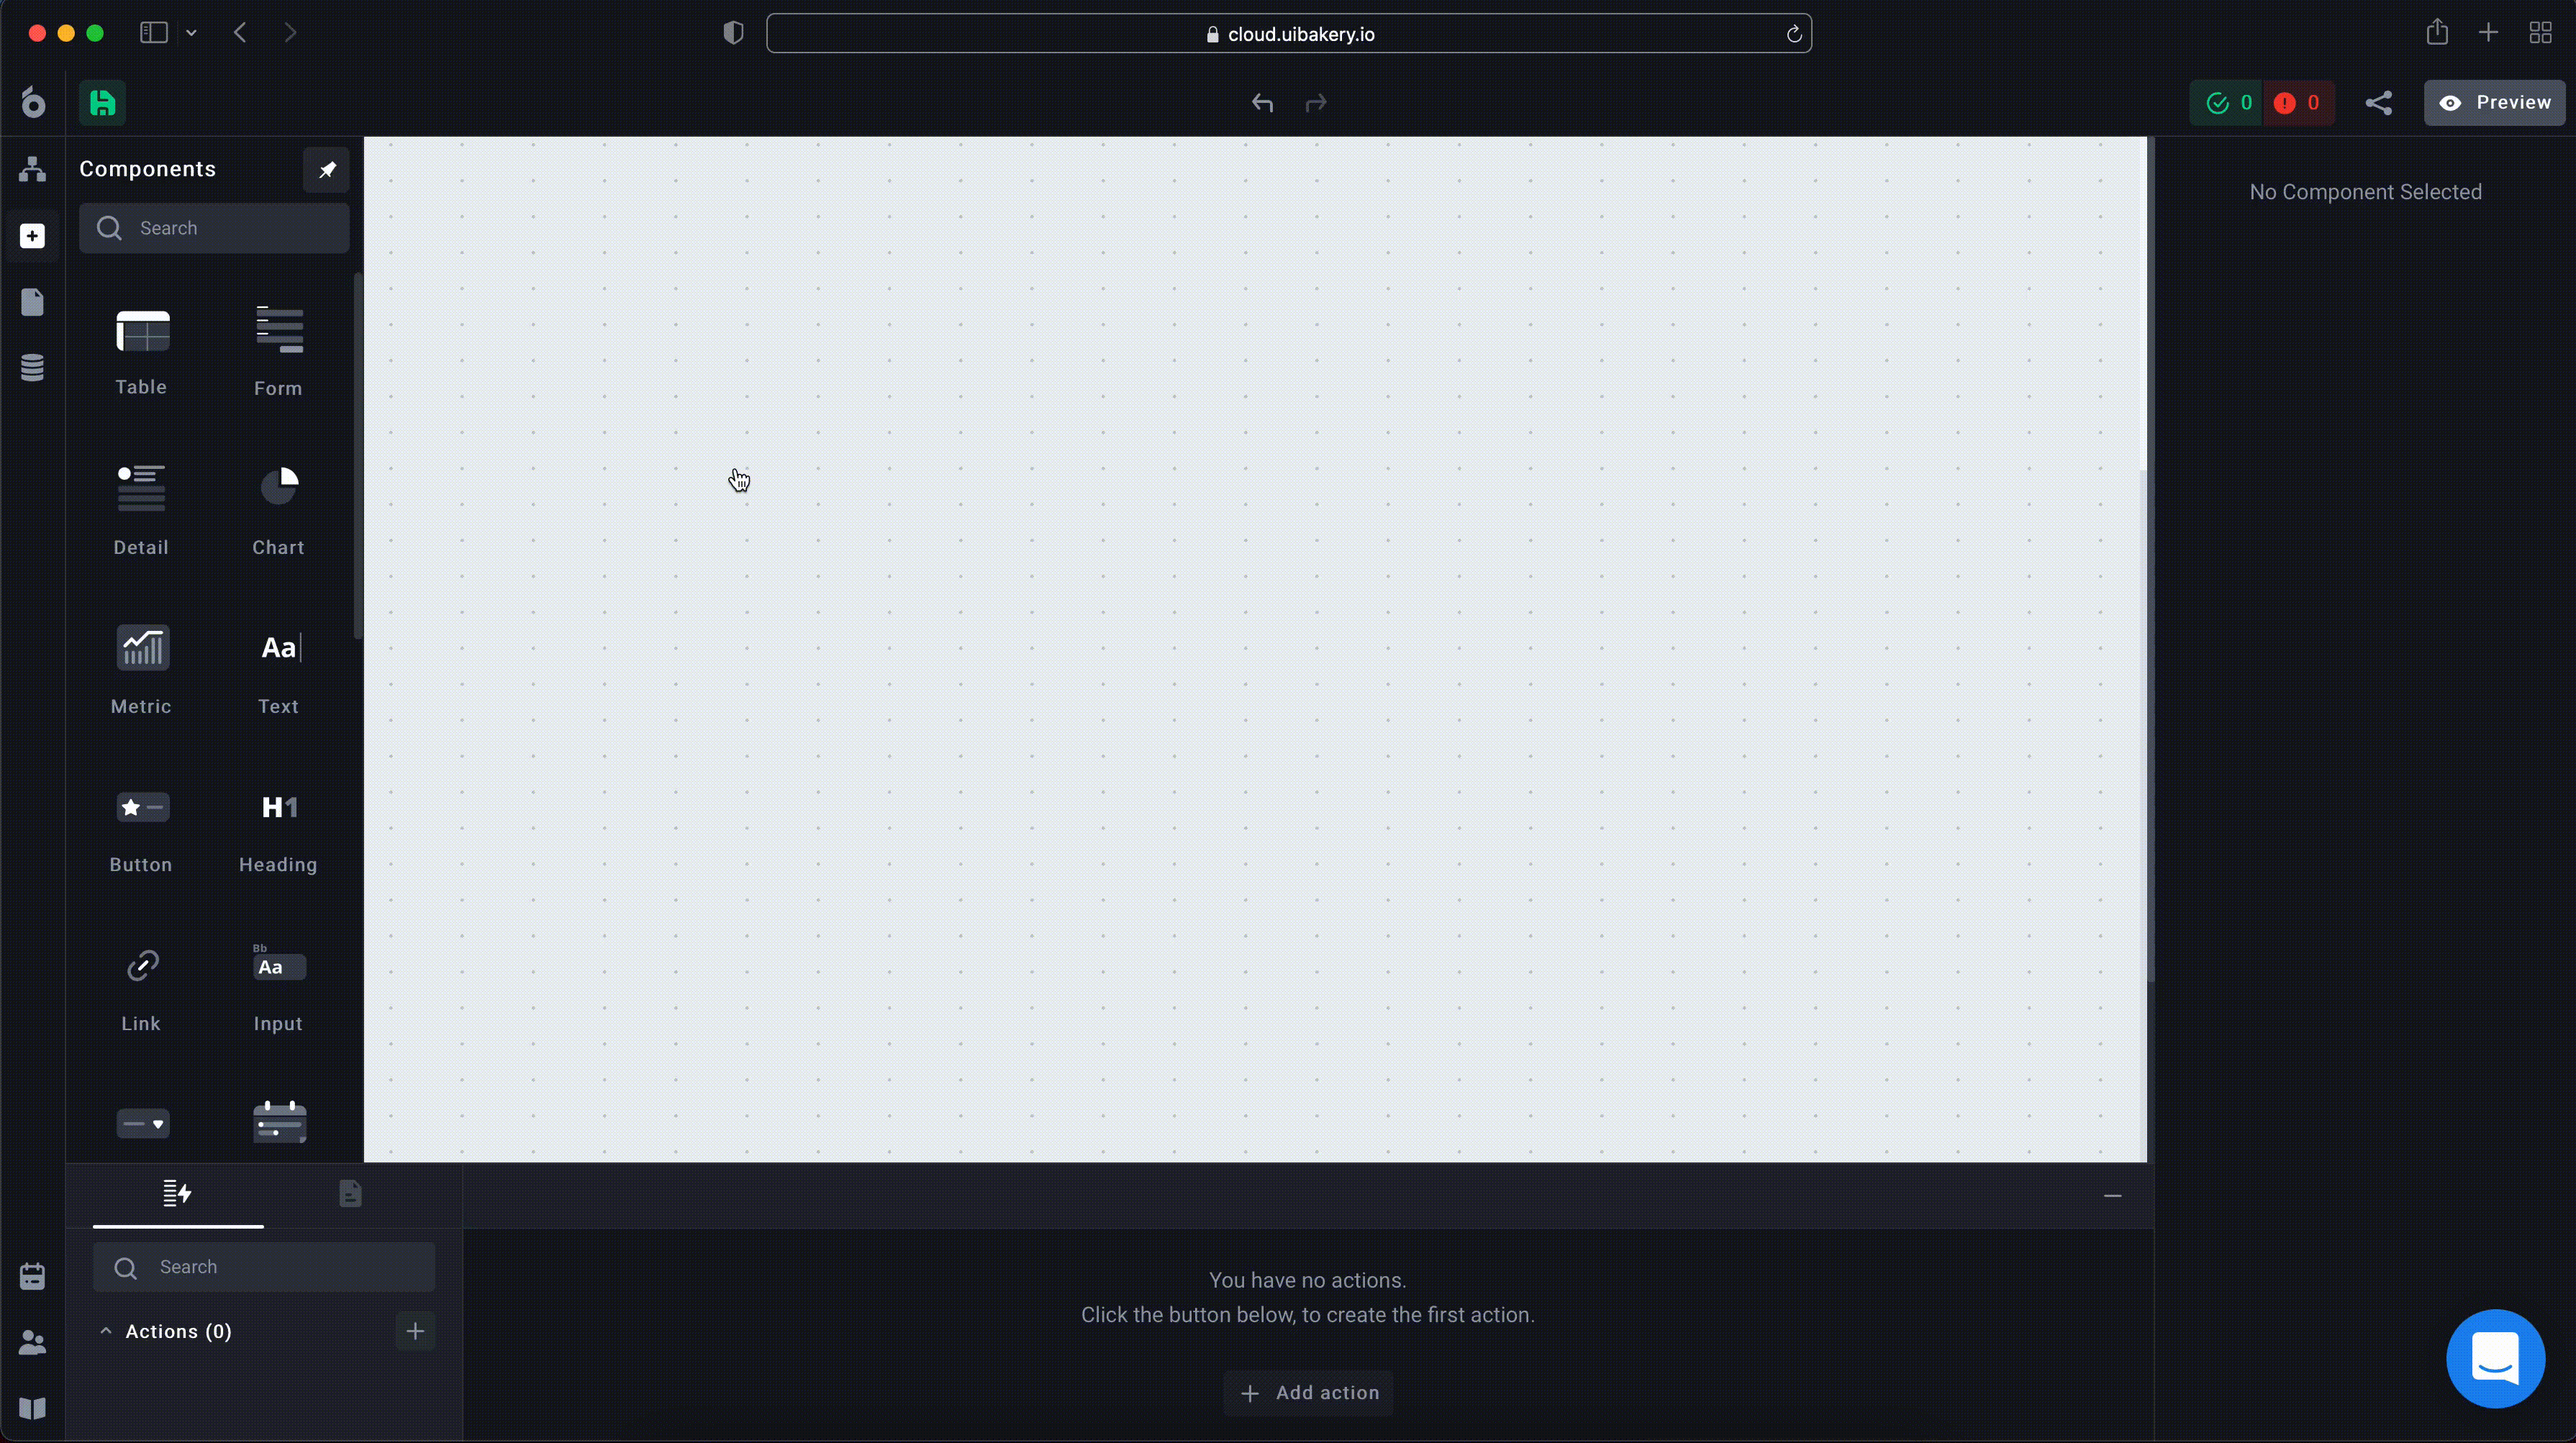 cloud.uibakery.io
0
0
Preview
Components
No Component Selected
Search
Table
Form
Detail
Chart
Aa
Metric
Text
H1
Button
Heading
Bb
Aa
Link
Input
Search
You have no actions.
Click the button below, to create the first action.
Actions (0)
Add action